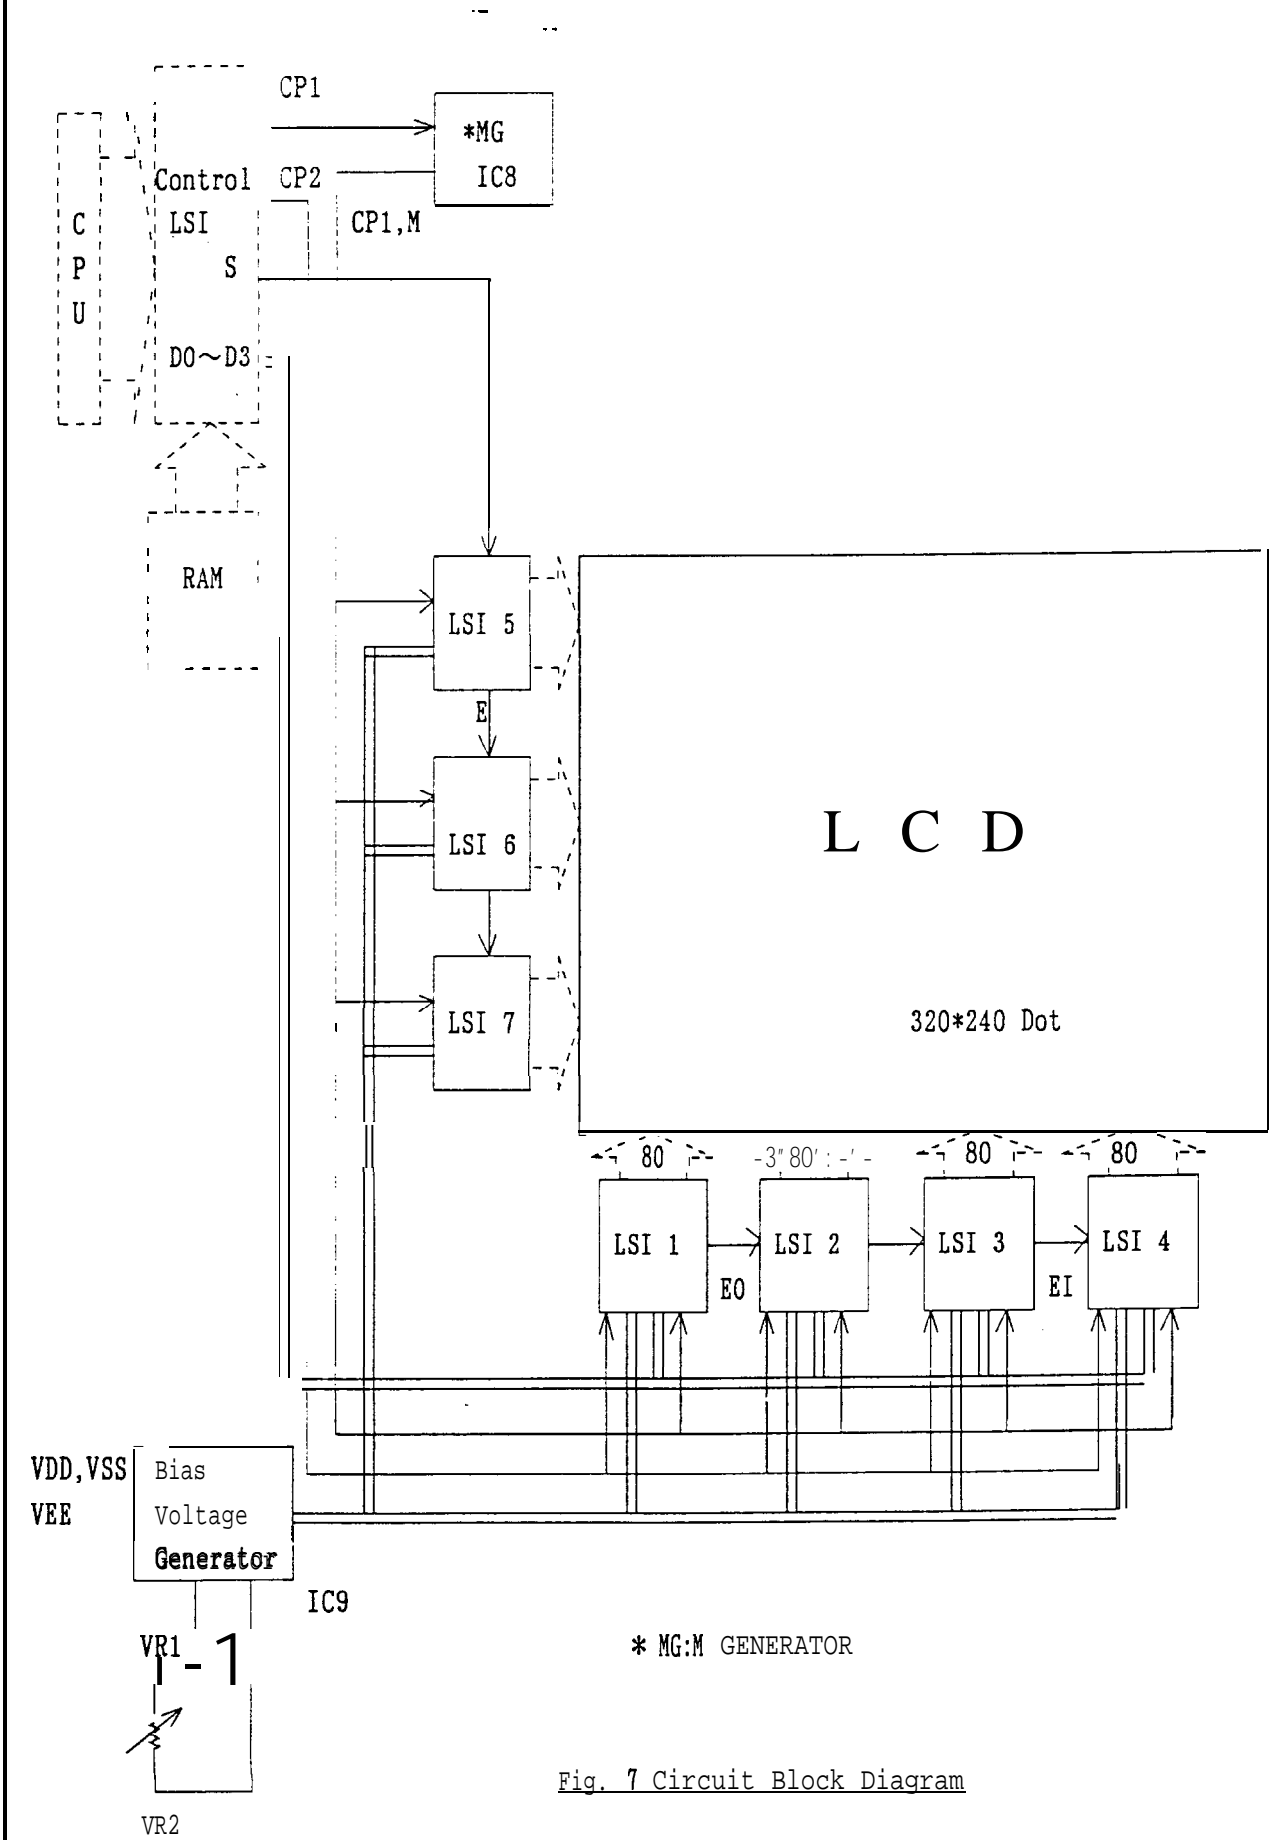 CP1
*MG
IC8
Control
CP2
LSI
CP1,M
S
C
P
U
D0~D3
RAM
LSI 5
E
LSI 6
L C D
LSI 7
320*240 Dot
80
80
80
80
LSI 1
LSI 2
LSI 3
LSI 4
EO
EI
VDD,VSS
VEE
Bias
Voltage
Generator
IC9
VR1
* MG:M GENERATOR
Fig. 7 Circuit Block Diagram
VR2